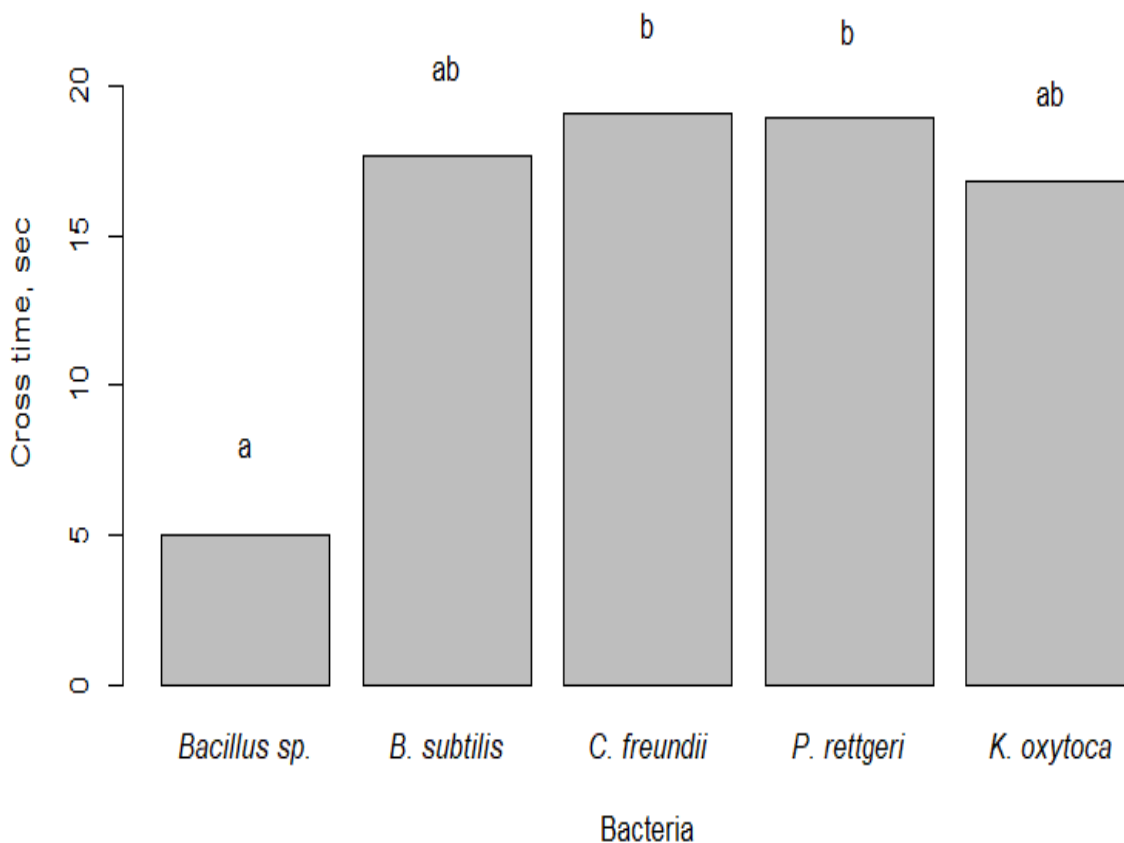 b
b
ab
ab
a
20
15
10
5
0
Cross time, sec
Bacillus sp.
B. subtilis
C. freundii
P. rettgeri
K. oxytoca
Bacteria